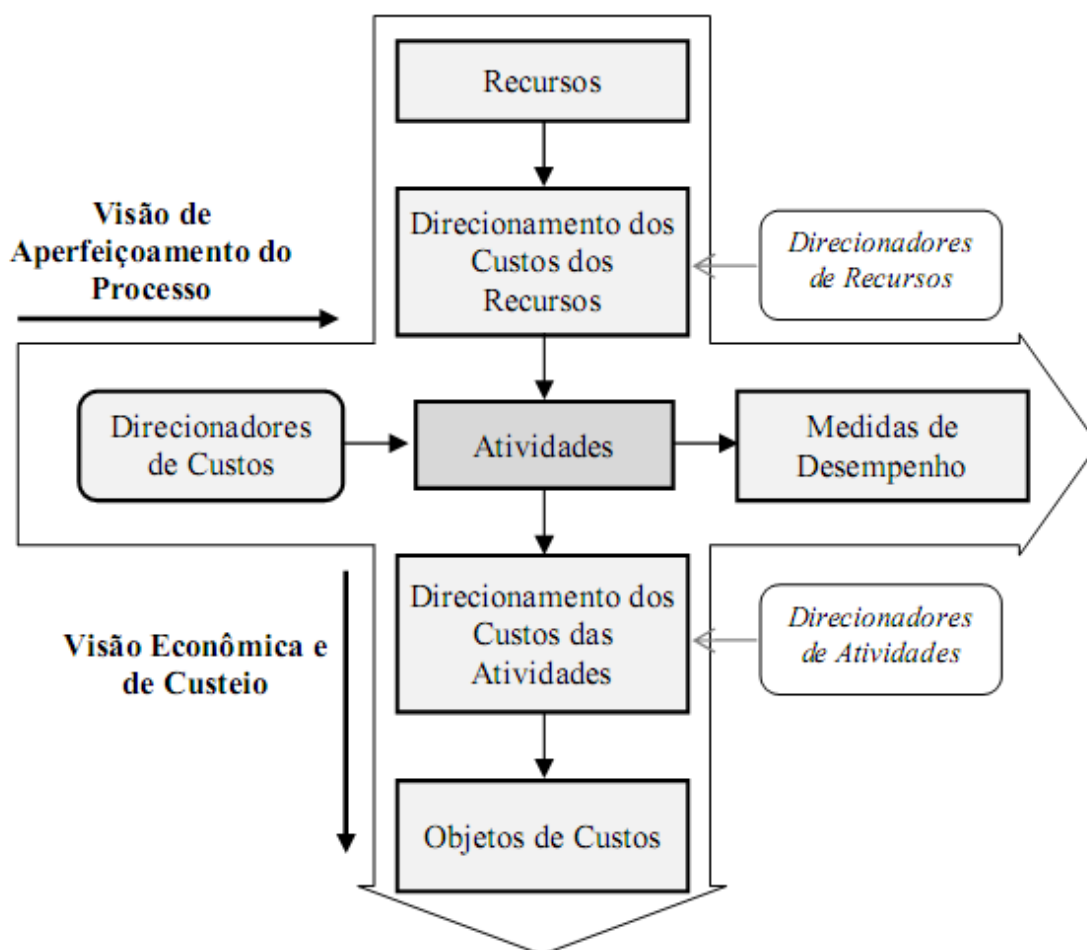 Recursos
Visão de
Aperfeiçoamento do
Processo
Direcionamento dos
Custos dos
Recursos
Direcionadores
de Recursos
Direcionadores
de Custos
Atividades
Medidas de
Desempenho
Visão Econômica e
de Custeio
Direcionamento dos
Custos das
Atividades
Direcionadores
de Atividades
Objetos de Custos